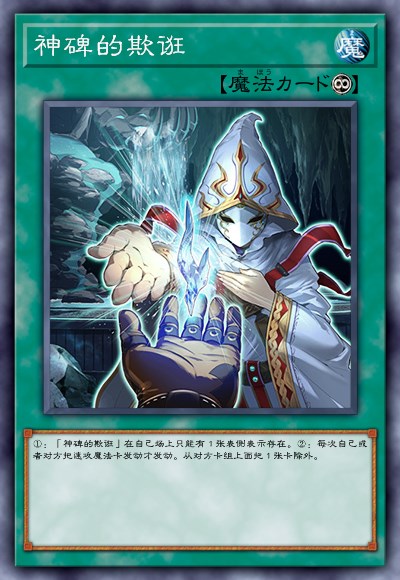 神碑的欺诳
魔
【魔法カード】
まほう
①：「神碑的欺诳」在自己场上只能有1张表侧表示存在。②：每次自己或
者对方把速攻魔法卡发动才发动。从对方卡组上面把1张卡除外。